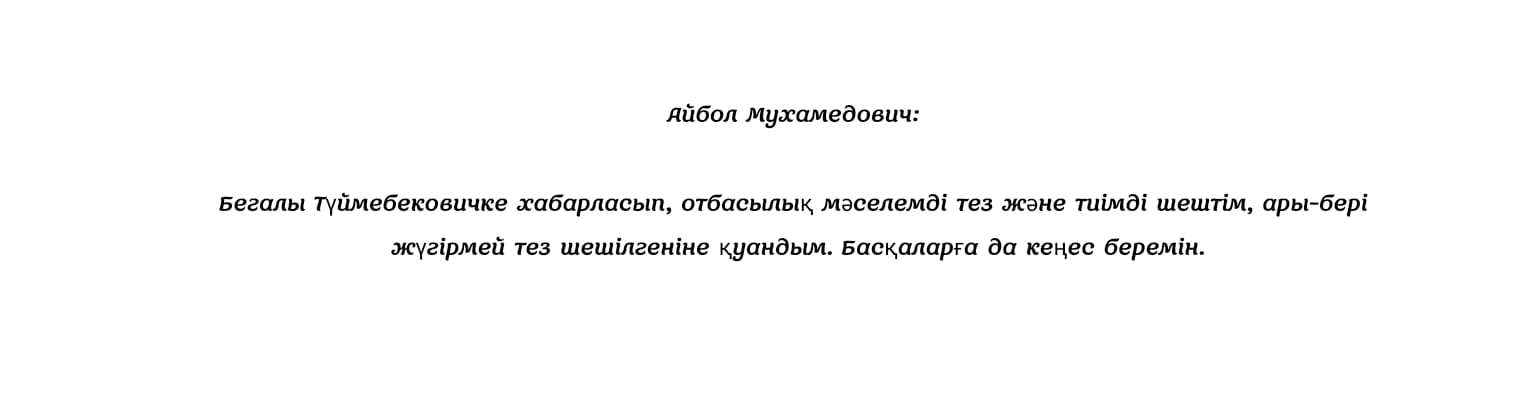 Айбол Мухамедович:
Бегалы Түймебековичке хабарласып, отбасылық мәселемді тез және тиімді шештім, ары-бері
жүгірмей тез шешілгеніне қуандым. Басқаларға да кеңес беремін.